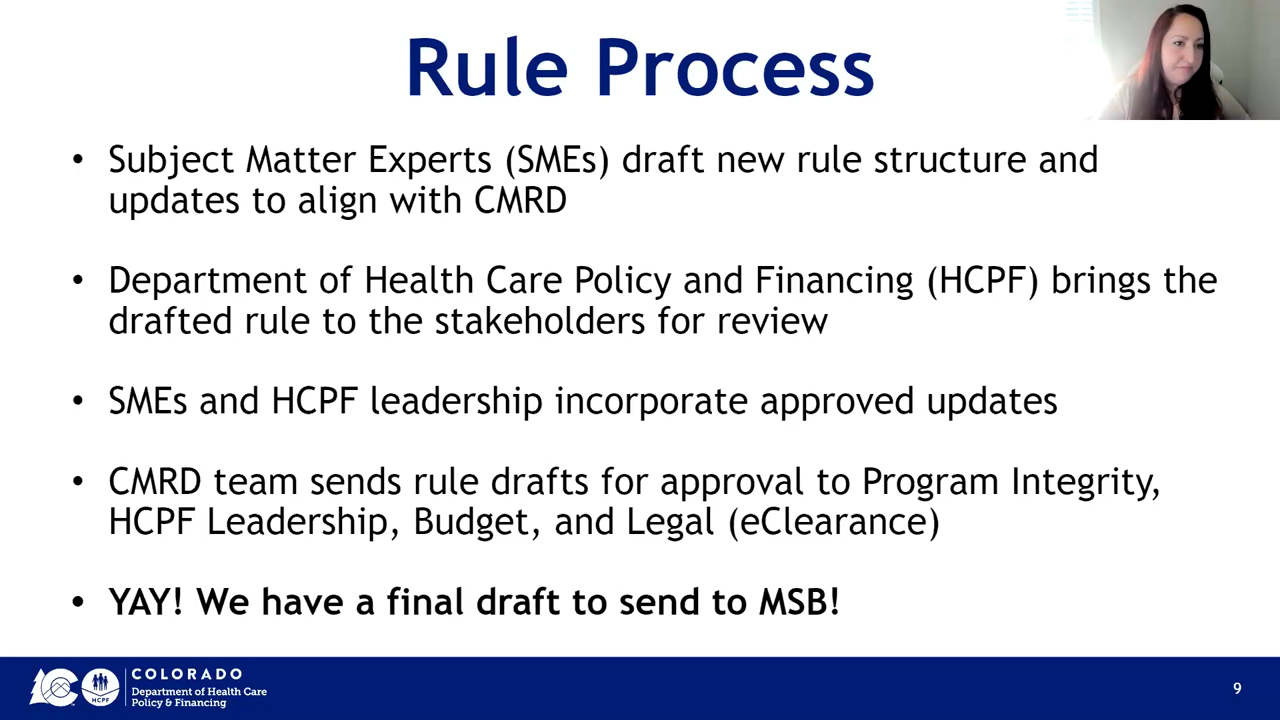 Rule Process
• Subject Matter Experts (SMEs) draft new rule structure and
updates to align with CMRD
• Department of Health Care Policy and Financing (HCPF) brings the
drafted rule to the stakeholders for review
• SMEs and HCPF leadership incorporate approved updates
• CMRD team sends rule drafts for approval to Program Integrity,
HCPF Leadership, Budget, and Legal (eClearance)
• YAY! We have a final draft to send to MSB!
HCPF
COLORADO
Department of Health Care
Policy & Financing
9